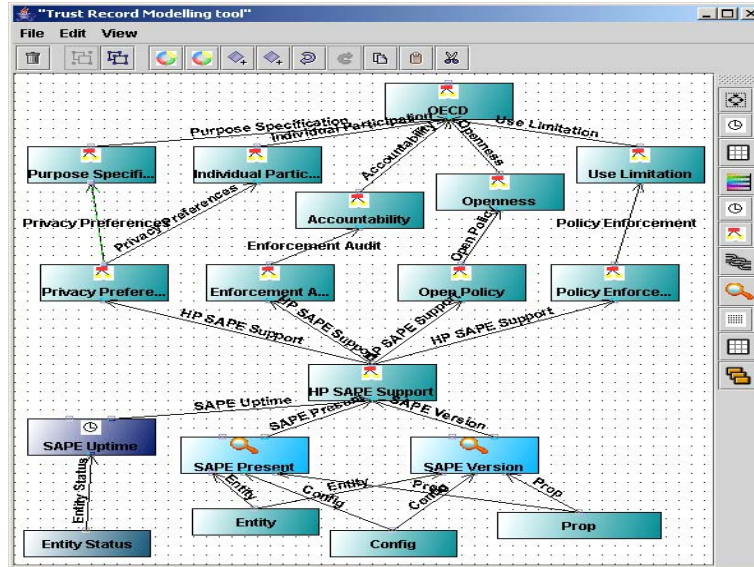 "Trust Record Modelling tool"
File Edit View
OECD
Purpose Specification
Individual Participation
Accountability
Openness
Use Limitation
Purpose Specifi...
Individual Partic...
Use Limitation
Accountability
Openness
Privacy Preferences
Privacy Preferences
Enforcement Audit
Open Policy
Policy Enforcement
Privacy Prefere...
Enforcement A...
Open Policy
Policy Enforce...
HP SAPE Support
HP SAPE Support
HP SAPE Support
HP SAPE Support
HP SAPE Support
SAPE Uptime
SAPE Present
SAPE Version
SAPE Uptime
SAPE Present
SAPE Version
Entity Status
Entity
Config
Entity
Prop
Config
Prop
Entity
Prop
Entity Status
Config